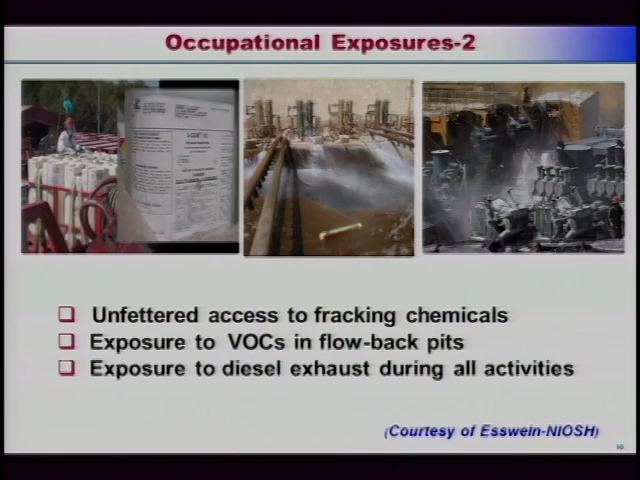 Occupational Exposures-2
❑ Unfettered access to fracking chemicals
❑ Exposure to VOCs in flow-back pits
❑ Exposure to diesel exhaust during all activities
(Courtesy of Esswein-NIOSH)